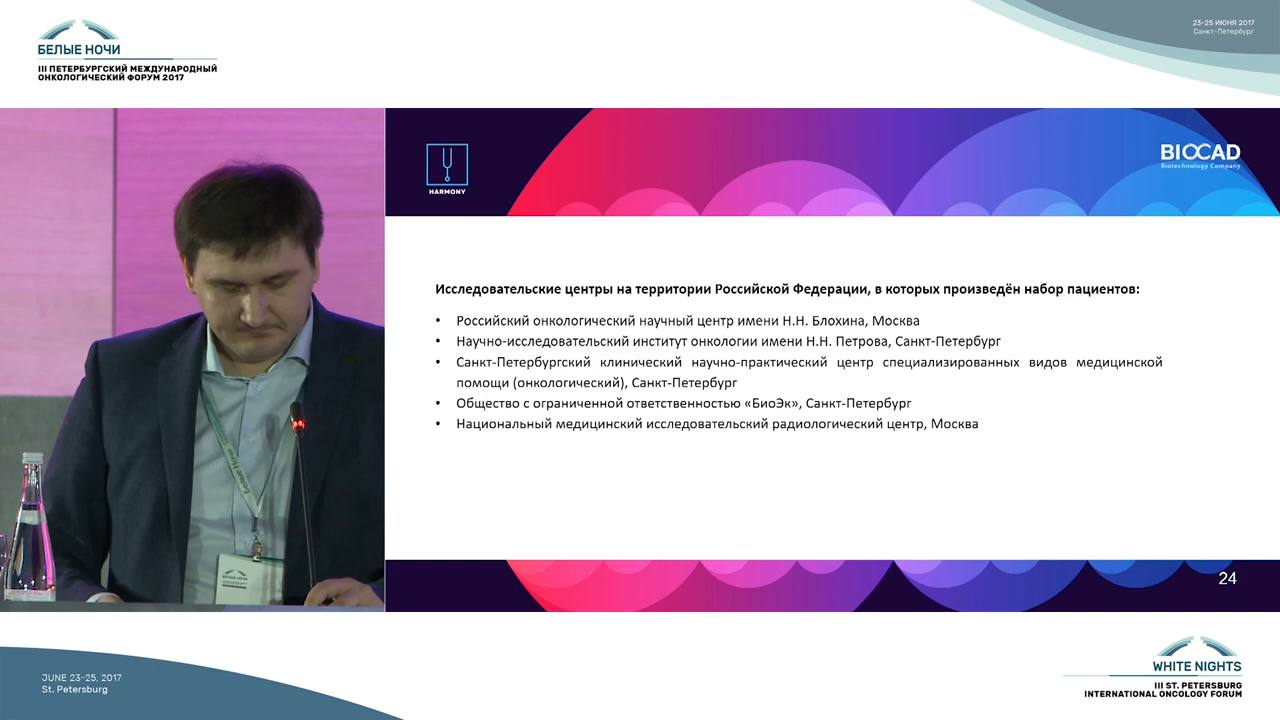 БЕЛЫЕ НОЧИ
III ПЕТЕРБУРГСКИЙ МЕЖДУНАРОДНЫЙ
ОНКОЛОГИЧЕСКИЙ ФОРУМ 2017
23-25 ИЮНЯ 2017
Санкт-Петербург
HARMONY
BIOCAD
Biotechnology Company
Исследовательские центры на территории Российской Федерации, в которых произведён набор пациентов:
• Российский онкологический научный центр имени Н.Н. Блохина, Москва
• Научно-исследовательский институт онкологии имени Н.Н. Петрова, Санкт-Петербург
• Санкт-Петербургский клинический научно-практический центр специализированных видов медицинской
помощи (онкологический), Санкт-Петербург
• Общество с ограниченной ответственностью «БиоЭк», Санкт-Петербург
• Национальный медицинский исследовательский радиологический центр, Москва
24
Белые Ночи
БЕЛЫЕ НОЧИ
JUNE 23-25, 2017
St. Petersburg
WHITE NIGHTS
III ST. PETERSBURG
INTERNATIONAL ONCOLOGY FORUM